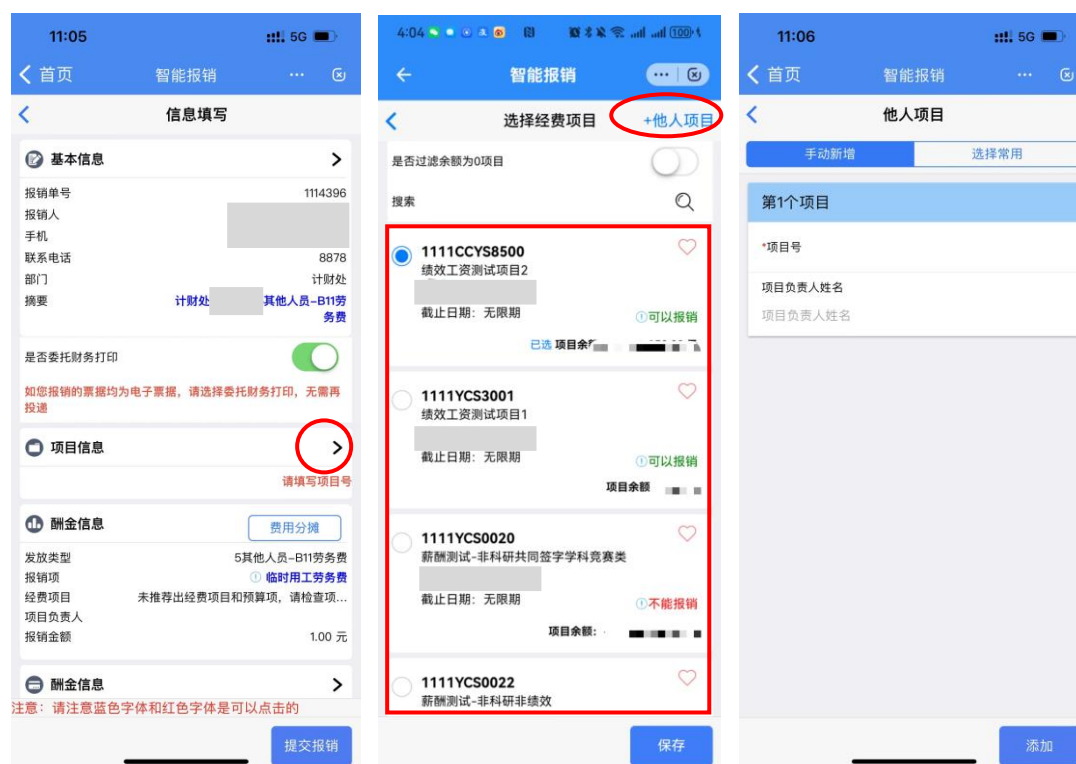 11:05
5G
首页
智能报销
信息填写
基本信息
报销单号
1114396
报销人
手机
联系电话
8878
部门
计财处
摘要
计财处
其他人员-B11劳
务费
是否委托财务打印
如您报销的票据均为电子票据，请选择委托财务打印，无需再
投递
项目信息
请填写项目号
酬金信息
费用分摊
发放类型
5其他人员-B11劳务费
报销项
临时用工劳务费
经费项目
未推荐出经费项目和预算项，请检查项...
项目负责人
报销金额
1.00 元
酬金信息
注意：请注意蓝色字体和红色字体是可以点击的
提交报销
4:04
100
智能报销
选择经费项目
+他人项目
是否过滤余额为0项目
搜索
1111CCYS8500
绩效工资测试项目2
截止日期：无限期
可以报销
已选 项目余
1111YCS3001
绩效工资测试项目1
截止日期：无限期
可以报销
项目余额
1111YCS0020
薪酬测试-非科研共同签字学科竞赛类
截止日期：无限期
不能报销
项目余额：
1111YCS0022
薪酬测试-非科研非绩效
保存
11:06
5G
首页
智能报销
他人项目
手动新增
选择常用
第1个项目
*项目号
项目负责人姓名
项目负责人姓名
添加